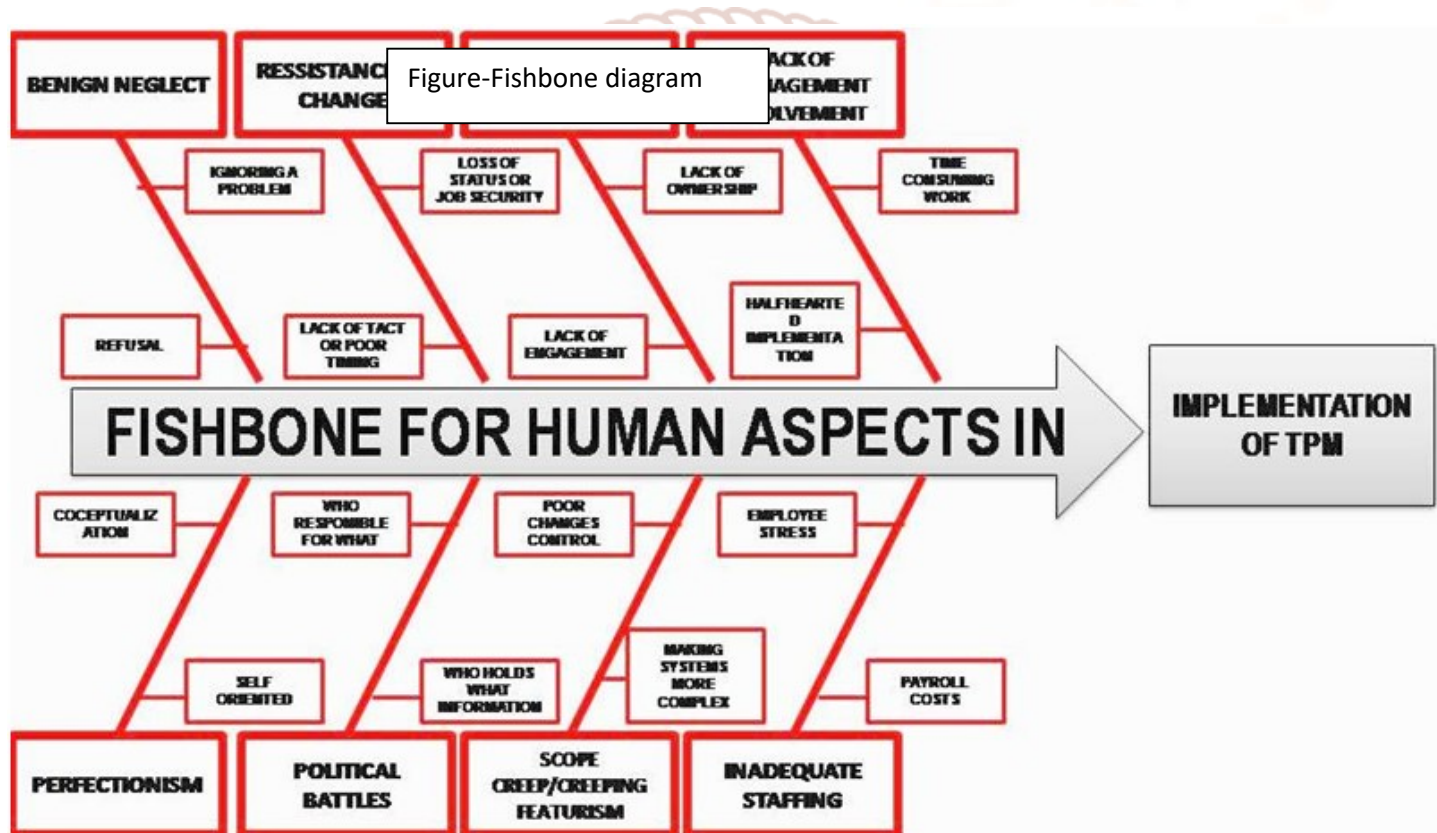 BENIGN NEGLECT
RESSISTANC
CHANGE
Figure-Fishbone diagram
ACK OF
AGEMENT
OLVEMENT
IGNORING A
PROBLEM
LOSS OF
STATUS OR
JOB SECURITY
LACK OF
OWNERSHIP
TIME
CONSUMING
WORK
REFUSAL
LACK OF TACT
OR POOR
TIMING
LACK OF
ENGAGEMENT
HALFHEARTE
D
IMPLEMENTA
TION
FISHBONE FOR HUMAN ASPECTS IN
IMPLEMENTATION
OF TPM
COCEPTUALIZ
ATION
WHO
RESPONIBLE
FOR WHAT
POOR
CHANGES
CONTROL
EMPLOYEE
STRESS
SELF
ORIENTED
WHO HOLDS
WHAT
INFORMATION
MAKING
SYSTEMS
MORE
COMPLEX
PAYROLL
COSTS
PERFECTIONISM
POLITICAL
BATTLES
SCOPE
CREEP/CREEPING
FEATURISM
INADEQUATE
STAFFING